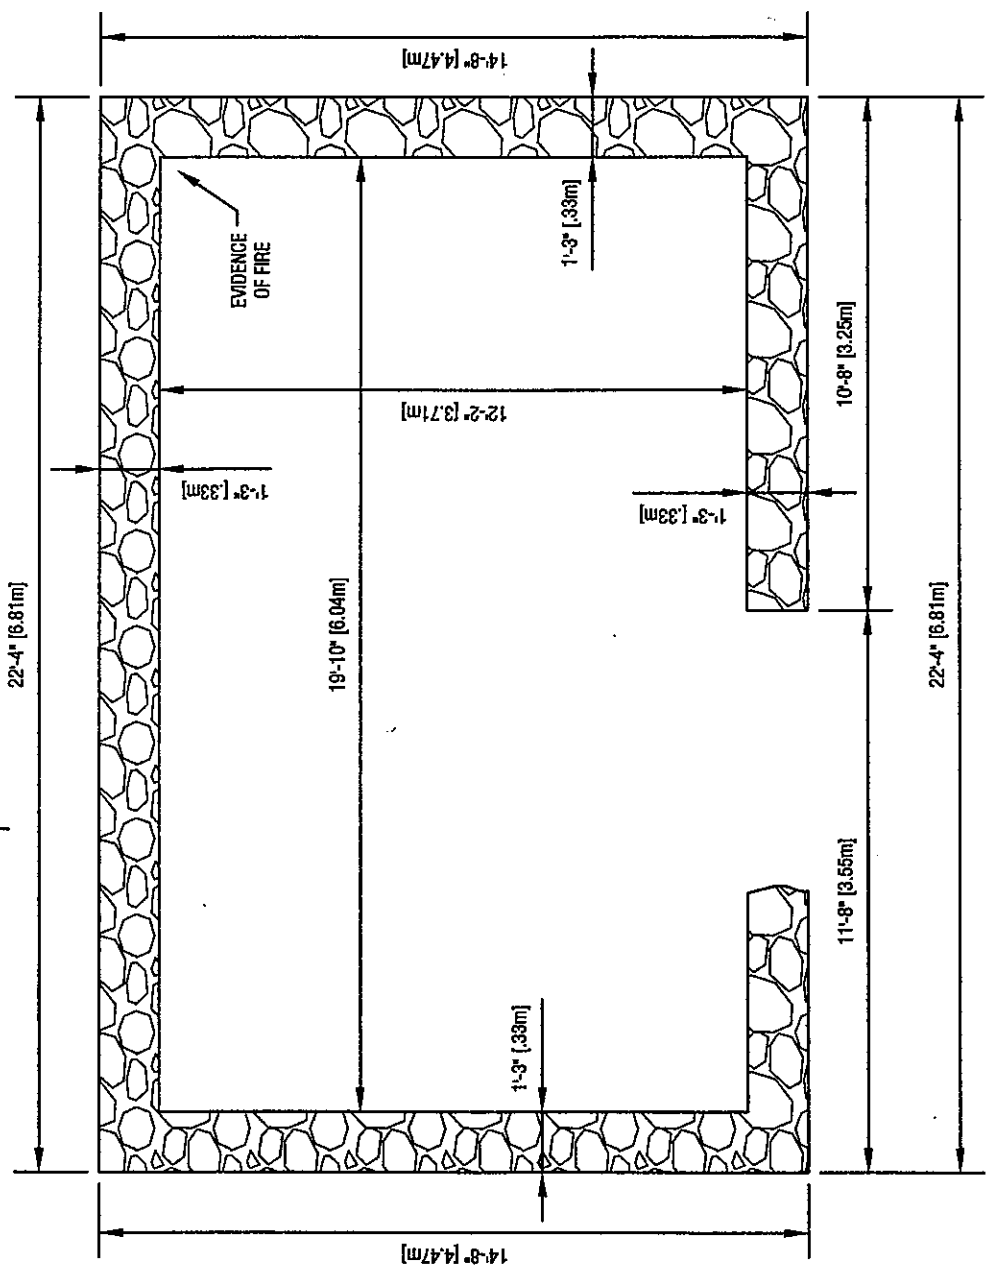 22'-4" [6.81m]
14'-8" [4.47m]
EVIDENCE
OF FIRE
1'-3" [.33m]
1'-3" [.33m]
12'-2" [3.71m]
19'-10" [6.04m]
1'-3" [.33m]
1'-3" [.33m]
10'-8" [3.25m]
11'-8" [3.55m]
22'-4" [6.81m]
14'-8" [4.47m]